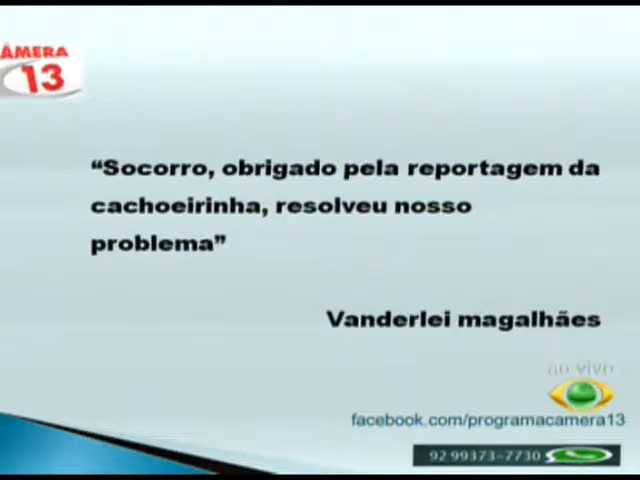 ÂMERA
13
“Socorro, obrigado pela reportagem da
cachoeirinha, resolveu nosso
problema”
Vanderlei magalhães
ao vivo
facebook.com/programacamera13
92 99373-7730